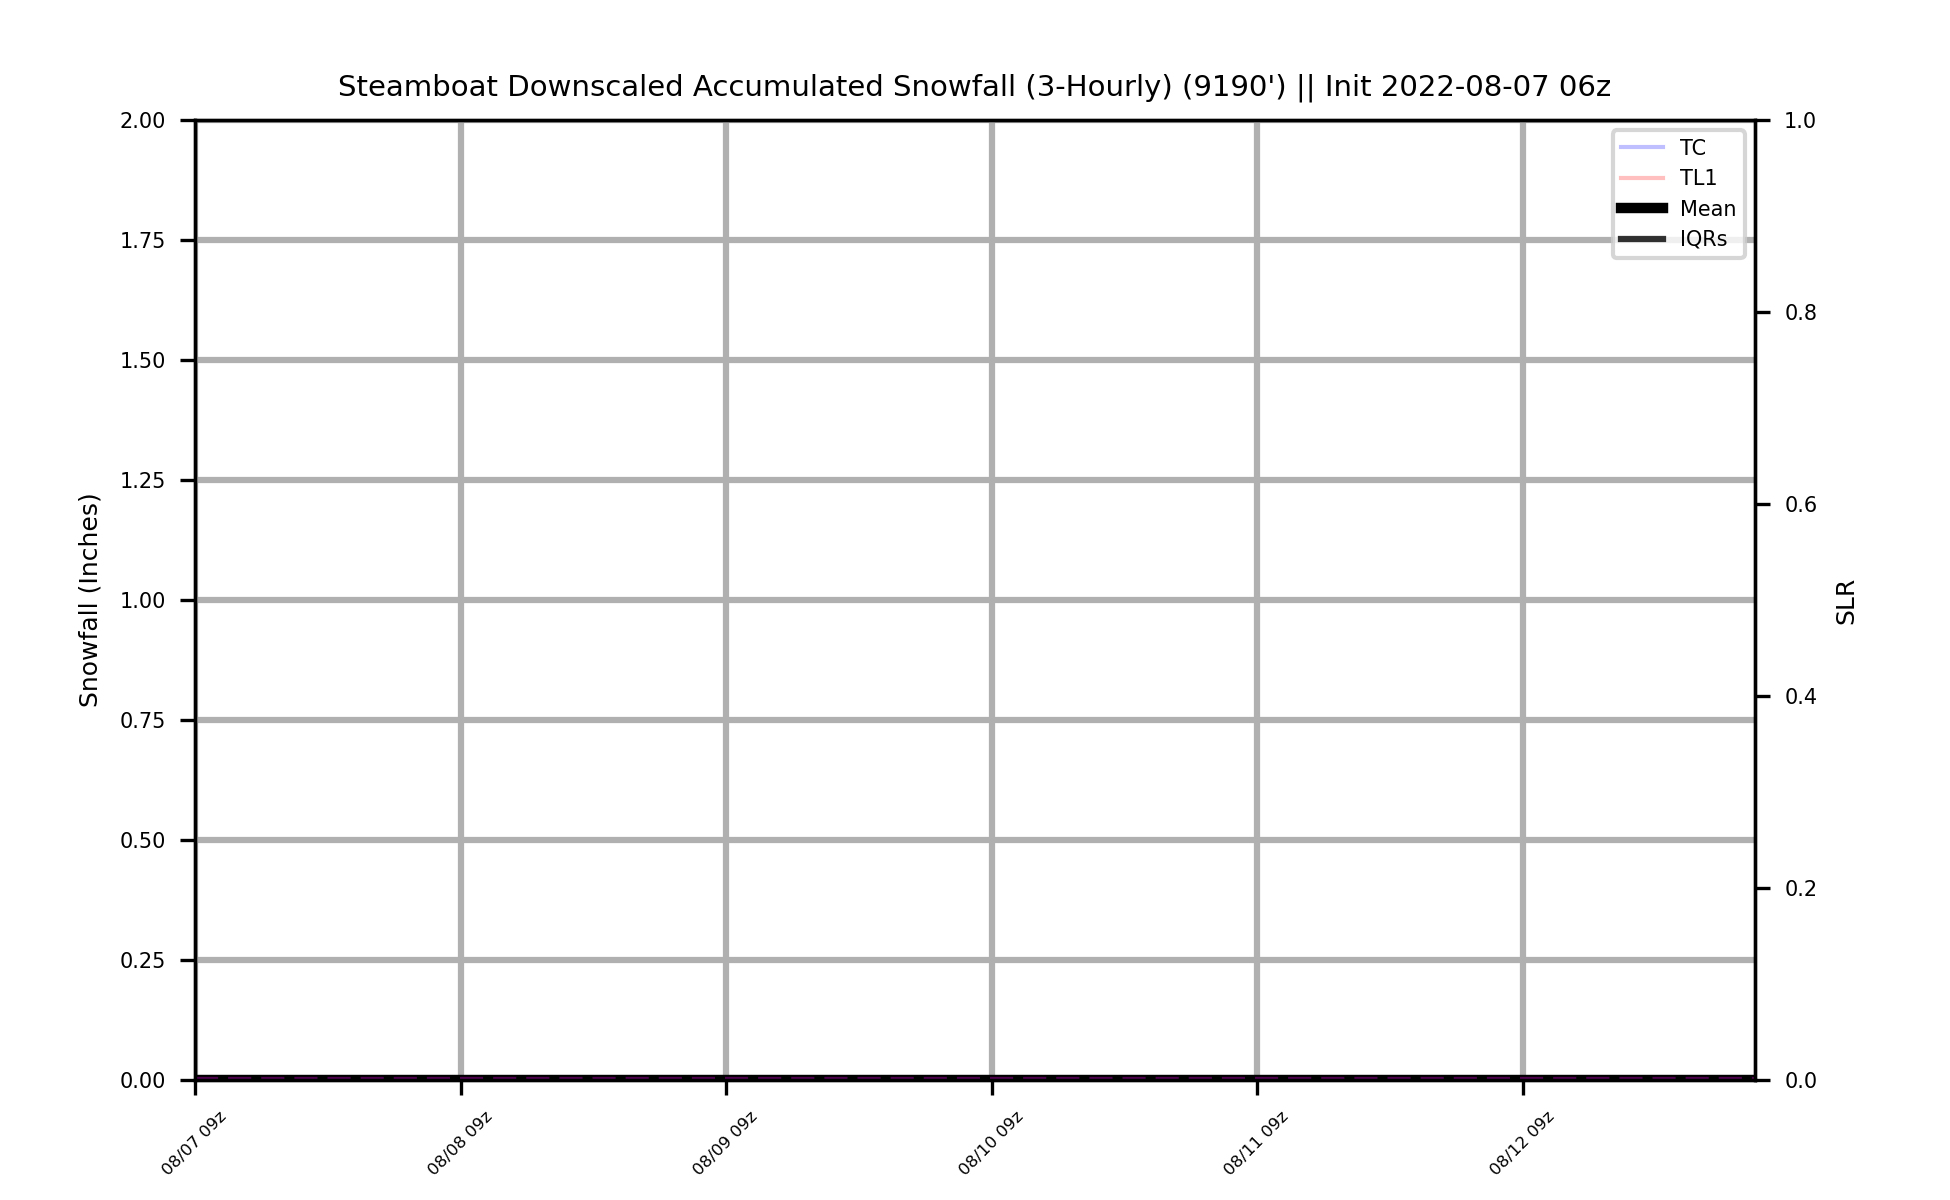 Steamboat Downscaled Accumulated Snowfall (3-Hourly) (9190') || Init 2022-08-07 06z
2.00
1.75
1.50
1.25
1.00
0.75
0.50
0.25
0.00
Snowfall (Inches)
1.0
0.8
0.6
0.4
0.2
0.0
SLR
TC
TL1
Mean
IQRs
08/07 09z
08/08 09z
08/09 09z
08/10 09z
08/11 09z
08/12 09z